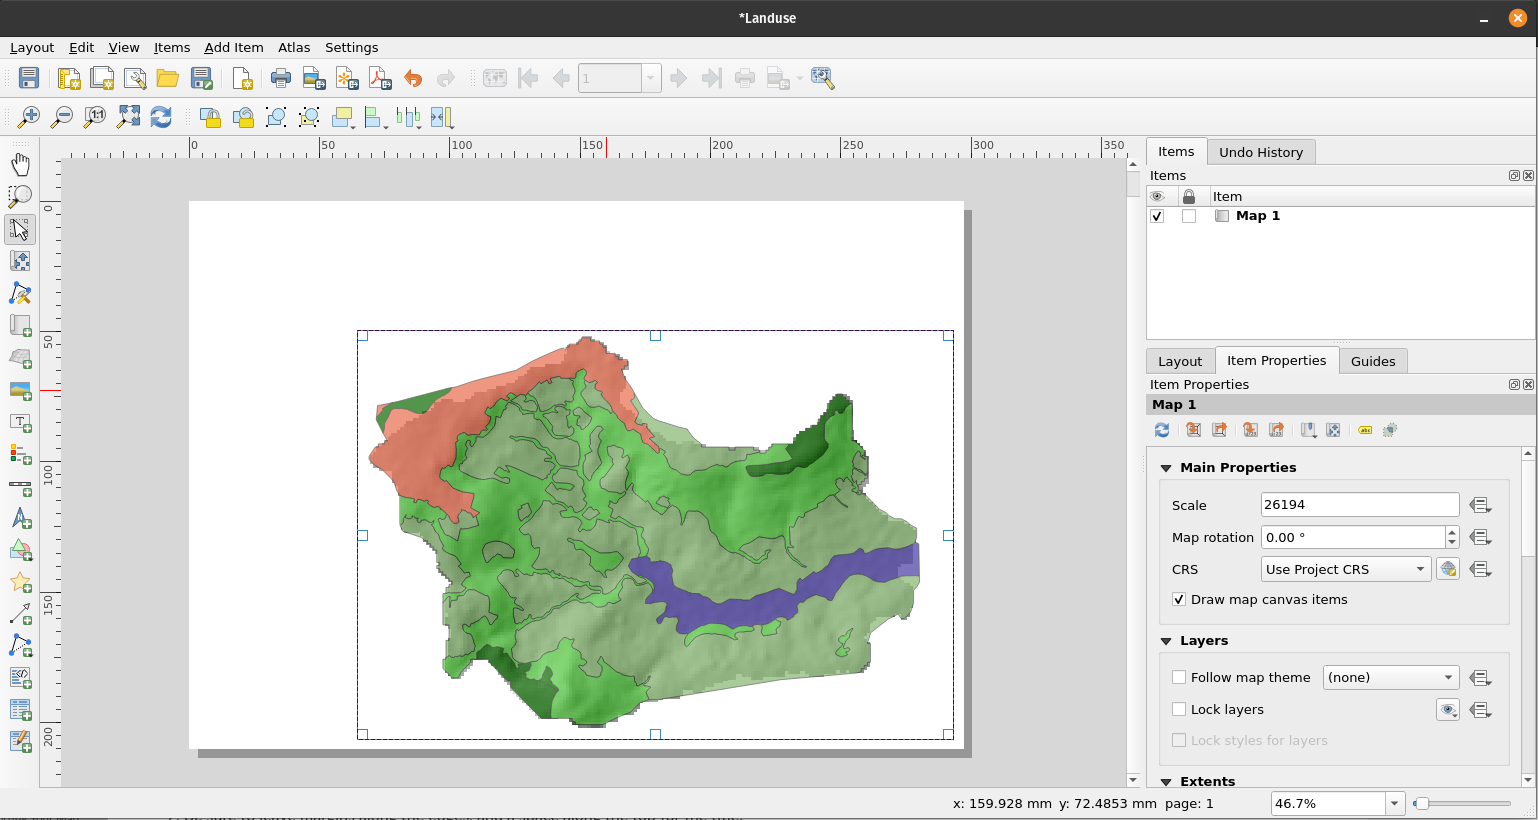 *Landuse
Layout Edit View Items Add Item Atlas Settings
1
1:1
0 50 100 150 200 250 300 350
0
50
100
150
200
Items Undo History
Items
Item
Map 1
Layout Item Properties Guides
Item Properties
Map 1
Main Properties
Scale 26194
Map rotation 0.00 °
CRS Use Project CRS
Draw map canvas items
Layers
Follow map theme (none)
Lock layers
Lock styles for layers
Extents
x: 159.928 mm y: 72.4853 mm page: 1 46.7%